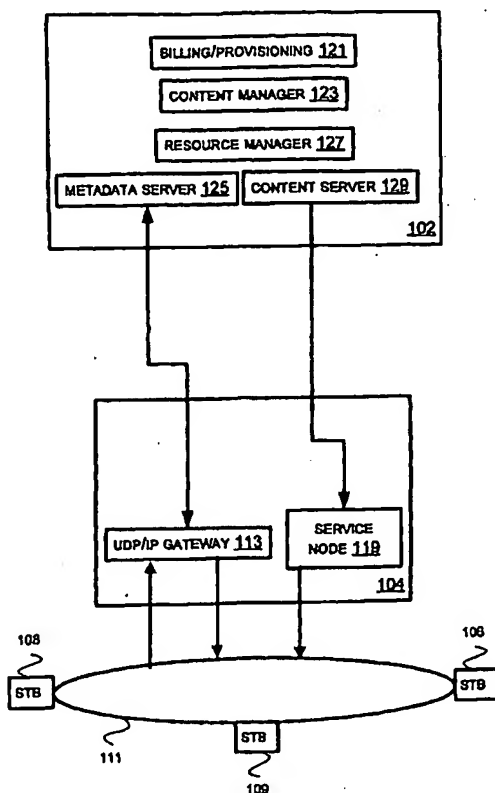 BILLING/PROVISIONING 121
CONTENT MANAGER 123
RESOURCE MANAGER 127
METADATA SERVER 125
CONTENT SERVER 129
102
UDP/IP GATEWAY 113
SERVICE
NODE 119
104
108
STB
106
STB
111
STB
109